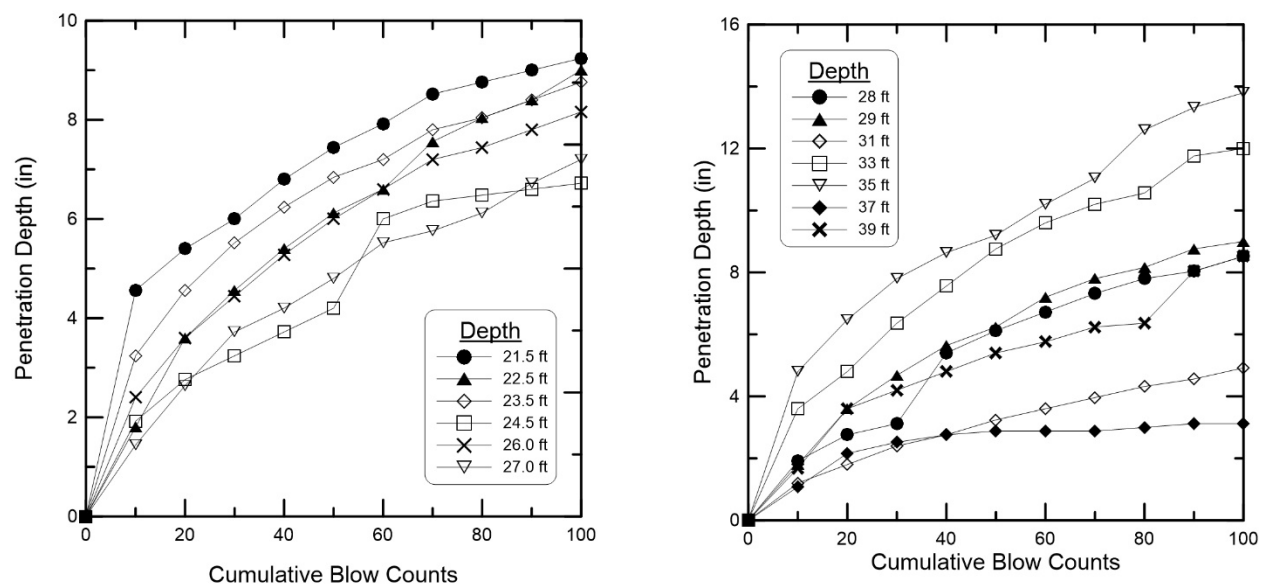 10
8
6
4
2
0
Penetration Depth (in)
Depth
21.5 ft
22.5 ft
23.5 ft
24.5 ft
26.0 ft
27.0 ft
0 20 40 60 80 100
Cumulative Blow Counts
16
12
8
4
0
Penetration Depth (in)
Depth
28 ft
29 ft
31 ft
33 ft
35 ft
37 ft
39 ft
0 20 40 60 80 100
Cumulative Blow Counts